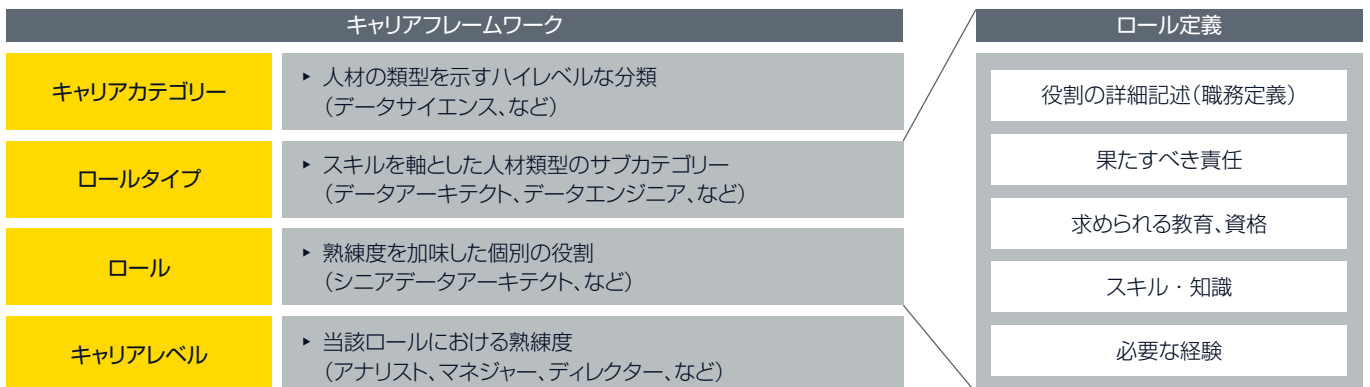 キャリアフレームワーク
キャリアカテゴリー
▸ 人材の類型を示すハイレベルな分類
(データサイエンス、など)
ロールタイプ
▸ スキルを軸とした人材類型のサブカテゴリー
(データアーキテクト、データエンジニア、など)
ロール
▸ 熟練度を加味した個別の役割
(シニアデータアーキテクト、など)
キャリアレベル
▸ 当該ロールにおける熟練度
(アナリスト、マネジャー、ディレクター、など)
ロール定義
役割の詳細記述(職務定義)
果たすべき責任
求められる教育、資格
スキル・知識
必要な経験